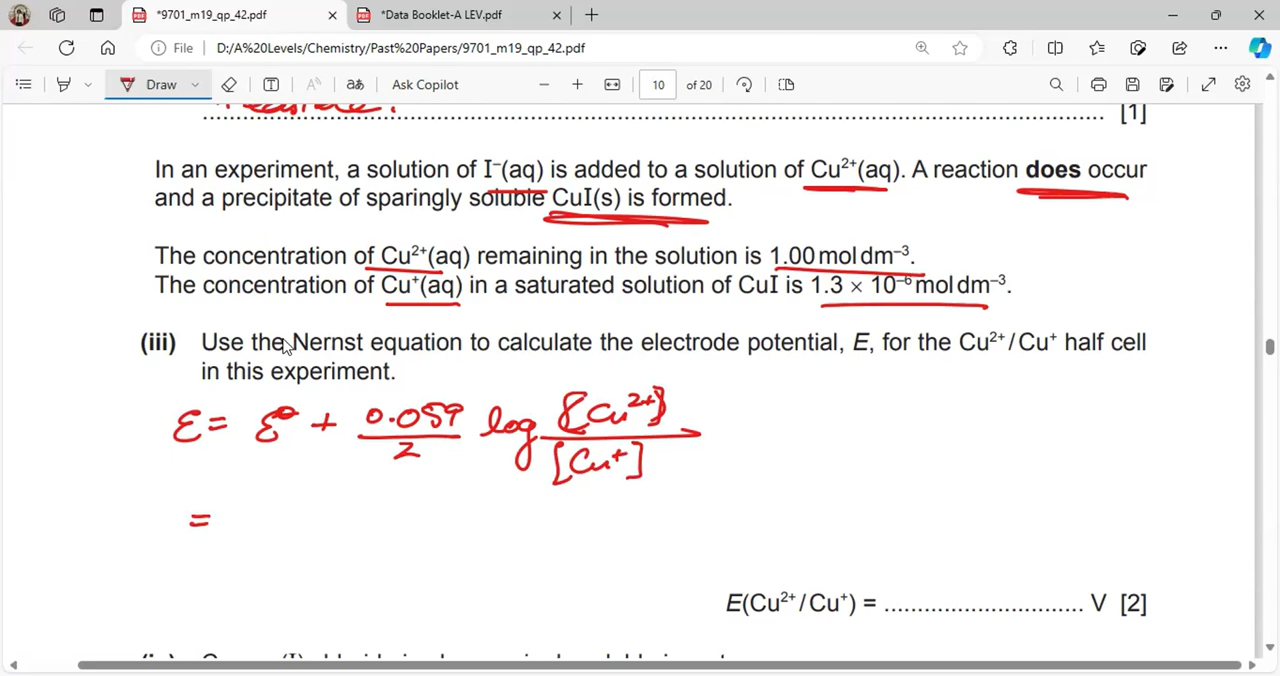 *9701_m19_qp_42.pdf
*Data Booklet-A LEV.pdf
File D:/A%20Levels/Chemistry/Past%20Papers/9701_m19_qp_42.pdf
Draw
Ask Copilot
10 of 20
[1]
In an experiment, a solution of I⁻(aq) is added to a solution of Cu²⁺(aq). A reaction does occur
and a precipitate of sparingly soluble CuI(s) is formed.
The concentration of Cu²⁺(aq) remaining in the solution is 1.00 mol dm⁻³.
The concentration of Cu⁺(aq) in a saturated solution of CuI is 1.3 × 10⁻⁶ mol dm⁻³.
(iii) Use the Nernst equation to calculate the electrode potential, E, for the Cu²⁺/Cu⁺ half cell
in this experiment.
E = E⁰ + 0.059/2 log [Cu²⁺]/[Cu⁺]
=
E(Cu²⁺/Cu⁺) = .............................. V [2]